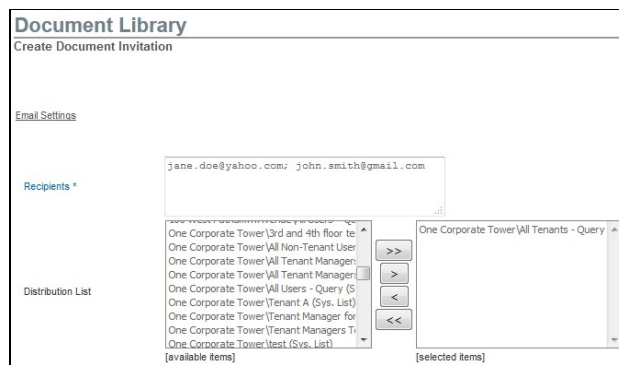 Document Library
Create Document Invitation
Email Settings
Recipients *
jane.doe@yahoo.com; john.smith@gmail.com
Distribution List
One Corporate Tower\3rd and 4th floor te
One Corporate Tower\All Non-Tenant User
One Corporate Tower\All Tenant Managers
One Corporate Tower\All Tenant Managers
One Corporate Tower\All Users - Query (S
One Corporate Tower\Tenant A (Sys. List)
One Corporate Tower\Tenant Manager for
One Corporate Tower\Tenant Managers T
One Corporate Tower\test (Sys. List)
[available items]
>>
>
<
<<
One Corporate Tower\All Tenants - Query
[selected items]